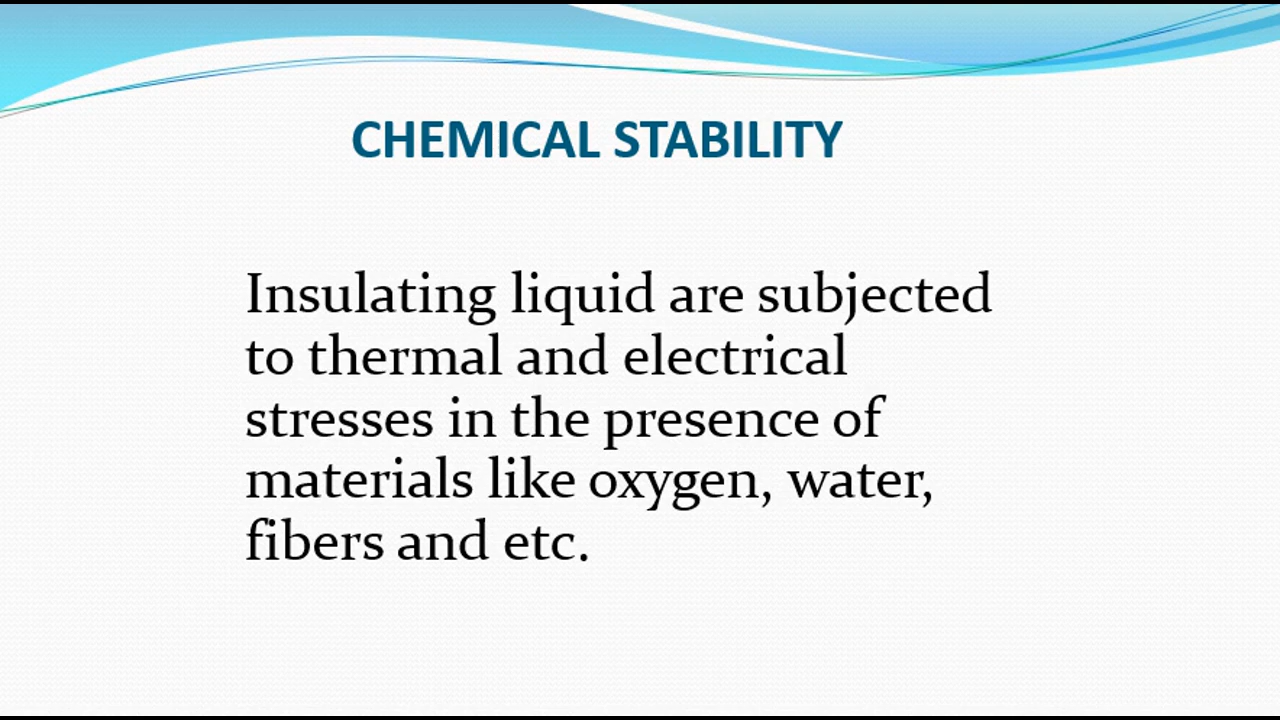 CHEMICAL STABILITY
Insulating liquid are subjected
to thermal and electrical
stresses in the presence of
materials like oxygen, water,
fibers and etc.